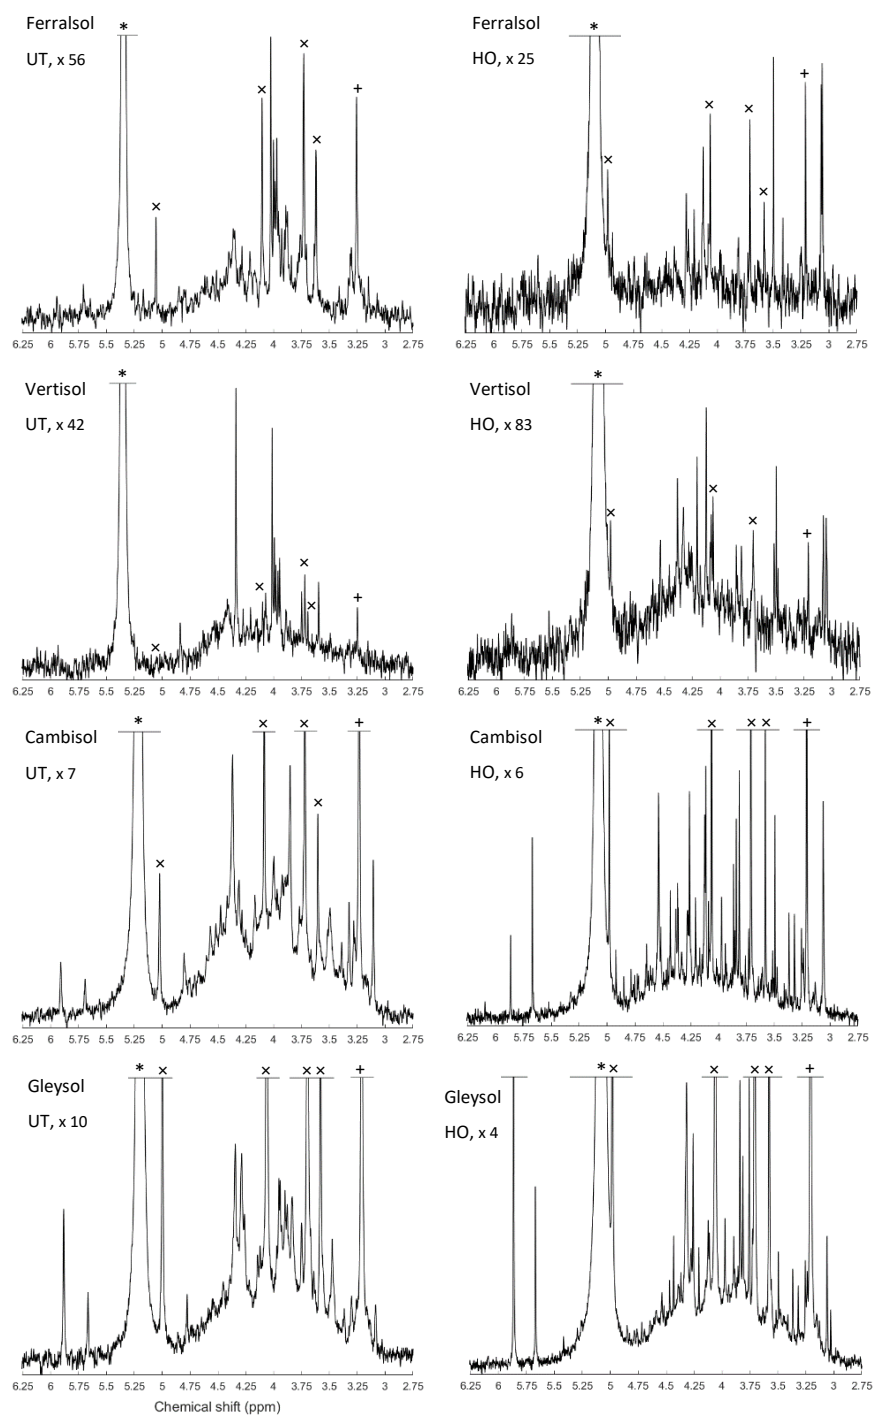 Ferralsol
UT, x 56
*
×
×
×
×
+
6.25 6 5.75 5.5 5.25 5 4.75 4.5 4.25 4 3.75 3.5 3.25 3 2.75
Ferralsol
HO, x 25
*
×
×
×
×
+
6.25 6 5.75 5.5 5.25 5 4.75 4.5 4.25 4 3.75 3.5 3.25 3 2.75
Vertisol
UT, x 42
*
×
×
×
×
+
6.25 6 5.75 5.5 5.25 5 4.75 4.5 4.25 4 3.75 3.5 3.25 3 2.75
Vertisol
HO, x 83
*
×
×
×
+
6.25 6 5.75 5.5 5.25 5 4.75 4.5 4.25 4 3.75 3.5 3.25 3 2.75
Cambisol
UT, x 7
*
×
×
×
×
+
6.25 6 5.75 5.5 5.25 5 4.75 4.5 4.25 4 3.75 3.5 3.25 3 2.75
Cambisol
HO, x 6
* × × × × +
6.25 6 5.75 5.5 5.25 5 4.75 4.5 4.25 4 3.75 3.5 3.25 3 2.75
Gleysol
UT, x 10
* × × × × +
6.25 6 5.75 5.5 5.25 5 4.75 4.5 4.25 4 3.75 3.5 3.25 3 2.75
Chemical shift (ppm)
Gleysol
HO, x 4
* × × × × +
6.25 6 5.75 5.5 5.25 5 4.75 4.5 4.25 4 3.75 3.5 3.25 3 2.75